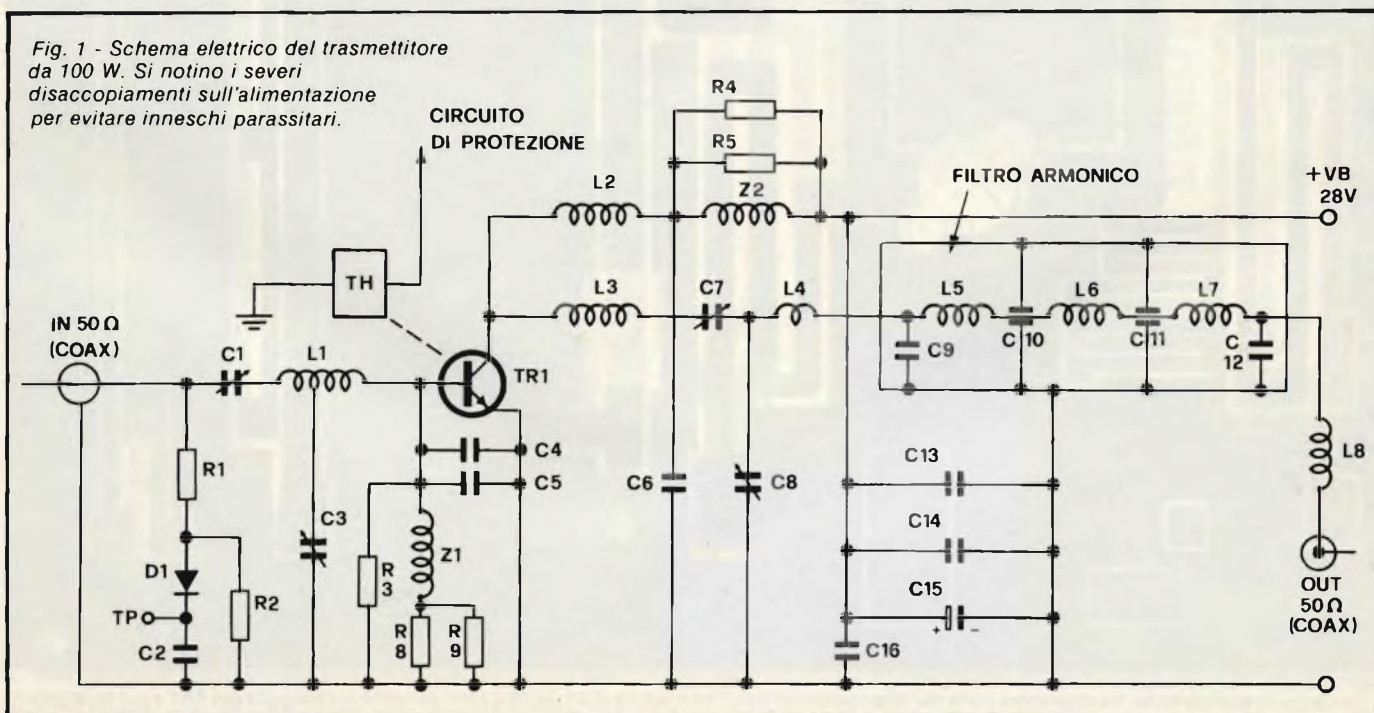 Fig. 1 - Schema elettrico del trasmettitore
da 100 W. Si notino i severi
disaccopiamenti sull'alimentazione
per evitare inneschi parassitari.
CIRCUITO
DI PROTEZIONE
R4
R5
Z2
L2
FILTRO ARMONICO
+VB
28V
TH
L3
C7
L4
L5
L6
L7
C9
C 10
C 11
C
12
IN 50 Ω
(COAX)
C1
L1
TR1
L8
R1
C3
C4
C5
C6
C8
C13
C14
C15
+ -
C16
D1
TP
C2
R2
R
3
Z1
R
8
R
9
OUT
50 Ω
(COAX)